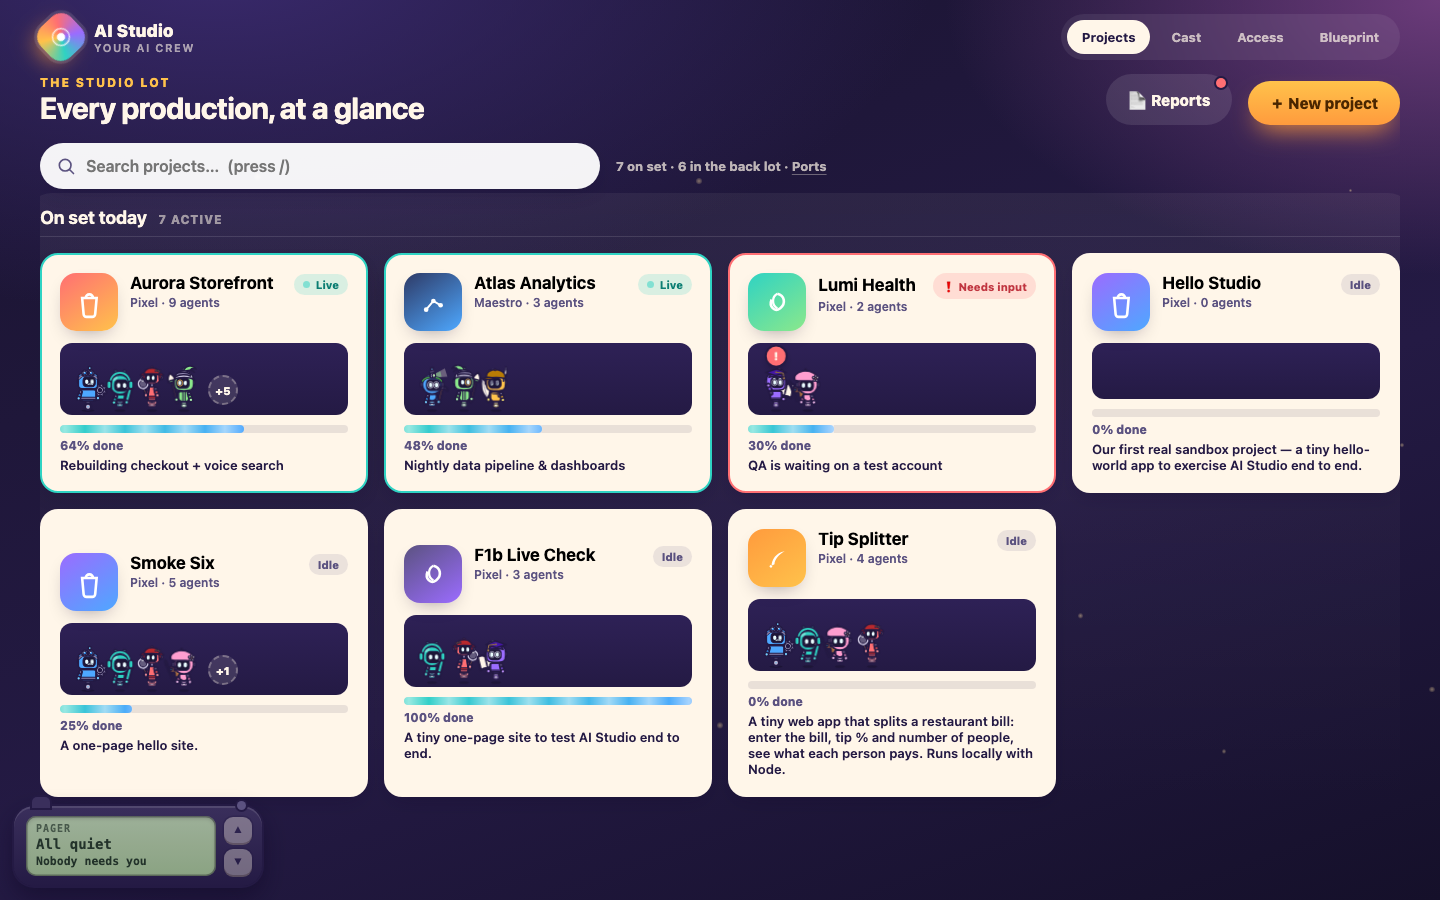 AI Studio
YOUR AI CREW
Projects
Cast
Access
Blueprint
THE STUDIO LOT
Every production, at a glance
Reports
+ New project
Search projects... (press /)
7 on set · 6 in the back lot · Ports
On set today 7 ACTIVE
Aurora Storefront
Live
Pixel · 9 agents
+5
64% done
Rebuilding checkout + voice search
Atlas Analytics
Live
Maestro · 3 agents
48% done
Nightly data pipeline & dashboards
Lumi Health
! Needs input
Pixel · 2 agents
!
30% done
QA is waiting on a test account
Hello Studio
Idle
Pixel · 0 agents
0% done
Our first real sandbox project — a tiny hello-
world app to exercise AI Studio end to end.
Smoke Six
Idle
Pixel · 5 agents
+1
25% done
A one-page hello site.
F1b Live Check
Idle
Pixel · 3 agents
100% done
A tiny one-page site to test AI Studio end to
end.
Tip Splitter
Idle
Pixel · 4 agents
0% done
A tiny web app that splits a restaurant bill:
enter the bill, tip % and number of people,
see what each person pays. Runs locally with
Node.
PAGER
All quiet
Nobody needs you
▲
▼